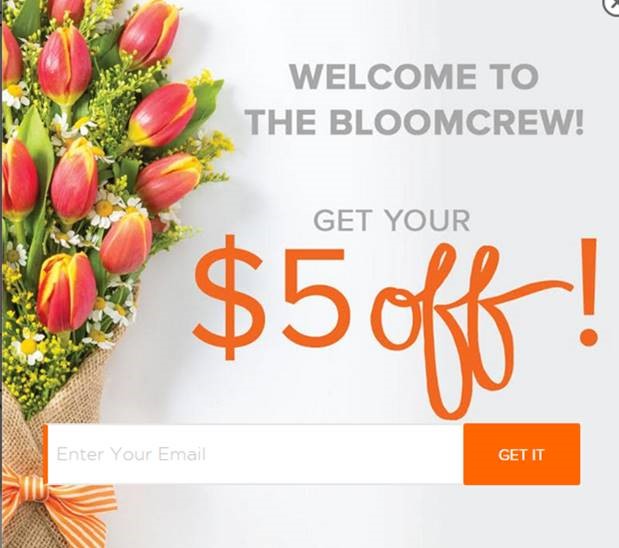 WELCOME TO
THE BLOOMCREW!
GET YOUR
$5 off!
Enter Your Email
GET IT